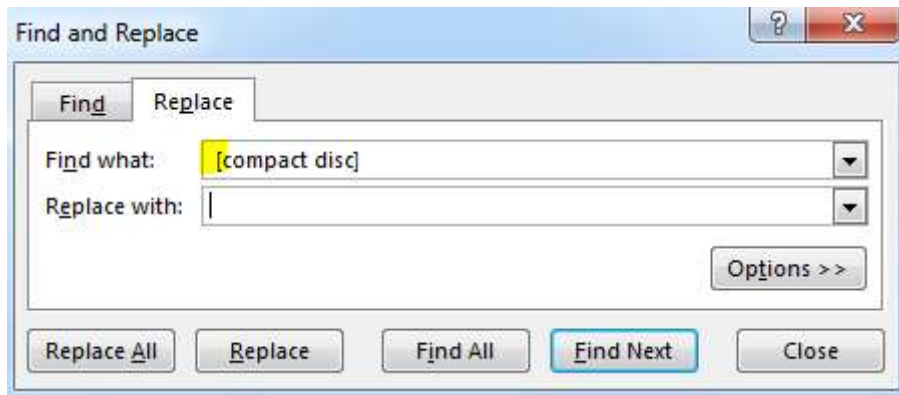 Find and Replace ?
Find Replace
Find what: [compact disc]
Replace with:
Options >>
Replace All Replace Find All Find Next Close